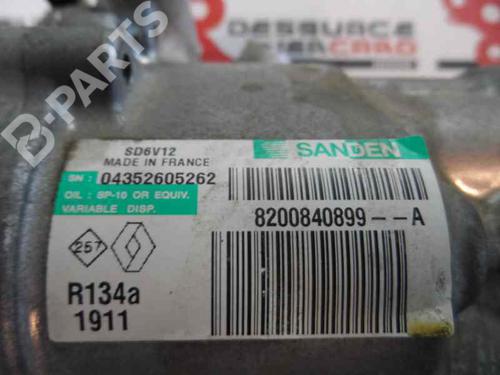 B-PARTS
DESGUACE
SD6V12
MADE IN FRANCE
SANDEN
SN : 04352605262
OIL : SP-10 OR EQUIV.
VARIABLE DISP.
8200840899--A
257
R134a
1911